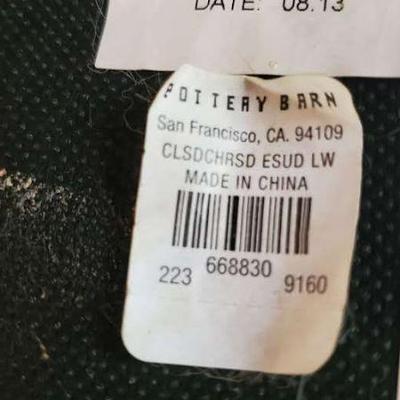 DATE: 08.13
POTTERY BARN
San Francisco, CA. 94109
CLSDCHRSD ESUD LW
MADE IN CHINA
223 668830 9160